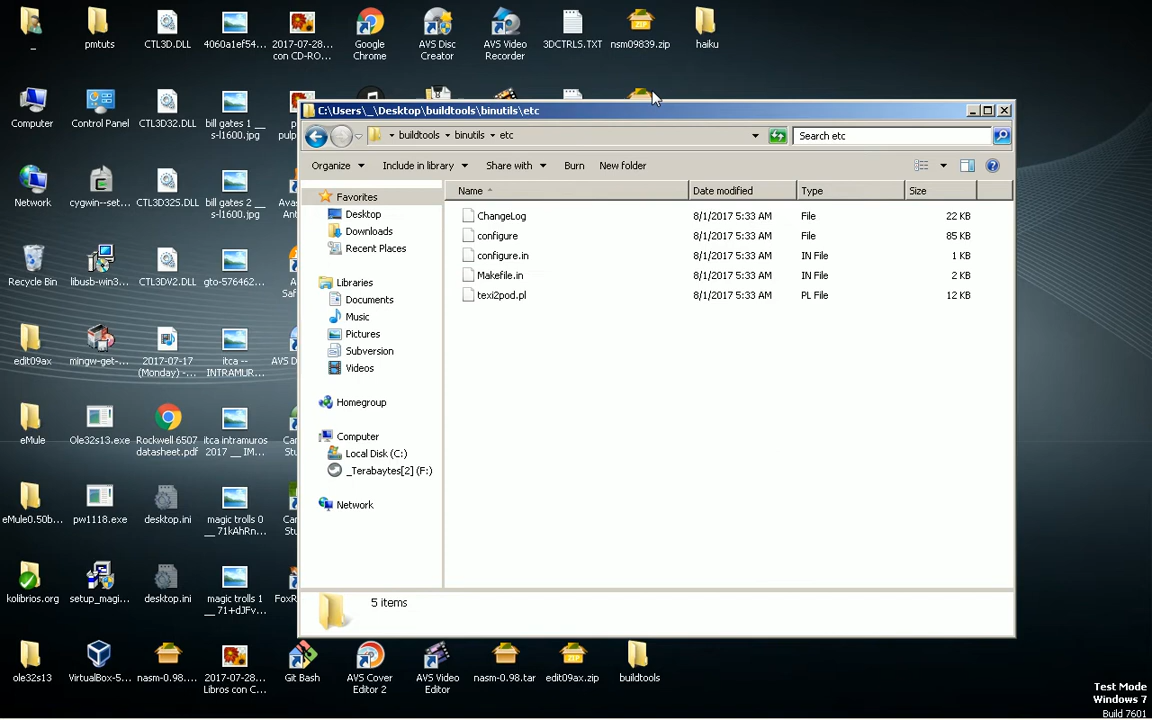 _
pmtuts
CTL3D.DLL
4060a1ef54...
2017-07-28...
con CD-RO...
Google
Chrome
AVS Disc
Creator
AVS Video
Recorder
3DCTRLS.TXT
nsm09839.zip
haiku
C:\Users\_\Desktop\buildtools\binutils\etc
buildtools
binutils
etc
Search etc
Organize
Include in library
Share with
Burn
New folder
Favorites
Desktop
Downloads
Recent Places
Libraries
Documents
Music
Pictures
Subversion
Videos
Homegroup
Computer
Local Disk (C:)
_Terabytes[2] (F:)
Network
Name
Date modified
Type
Size
ChangeLog 8/1/2017 5:33 AM File 22 KB
configure 8/1/2017 5:33 AM File 85 KB
configure.in 8/1/2017 5:33 AM IN File 1 KB
Makefile.in 8/1/2017 5:33 AM IN File 2 KB
texi2pod.pl 8/1/2017 5:33 AM PL File 12 KB
5 items
Computer
Control Panel
CTL3D32.DLL
bill gates 1 __
s-l1600.jpg
Network
cygwin--set...
CTL3D32S.DLL
bill gates 2 __
s-l1600.jpg
Recycle Bin
libusb-win3...
CTL3DV2.DLL
gto-576462...
edit09ax
mingw-get-...
2017-07-17
(Monday) -...
itca --
INTRAMUR...
AVS D
eMule
Ole32s13.exe
Rockwell 6507
datasheet.pdf
itca intramuros
2017 __ IM...
eMule0.50b...
pw1118.exe
desktop.ini
magic trolls 0
__ 71kAhRn...
kolibrios.org
setup_magi...
desktop.ini
magic trolls 1
__ 71+dJFv...
FoxR
ole32s13
VirtualBox-5...
nasm-0.98....
2017-07-28...
Libros con C...
Git Bash
AVS Cover
Editor 2
AVS Video
Editor
nasm-0.98.tar
edit09ax.zip
buildtools
Test Mode
Windows 7
Build 7601